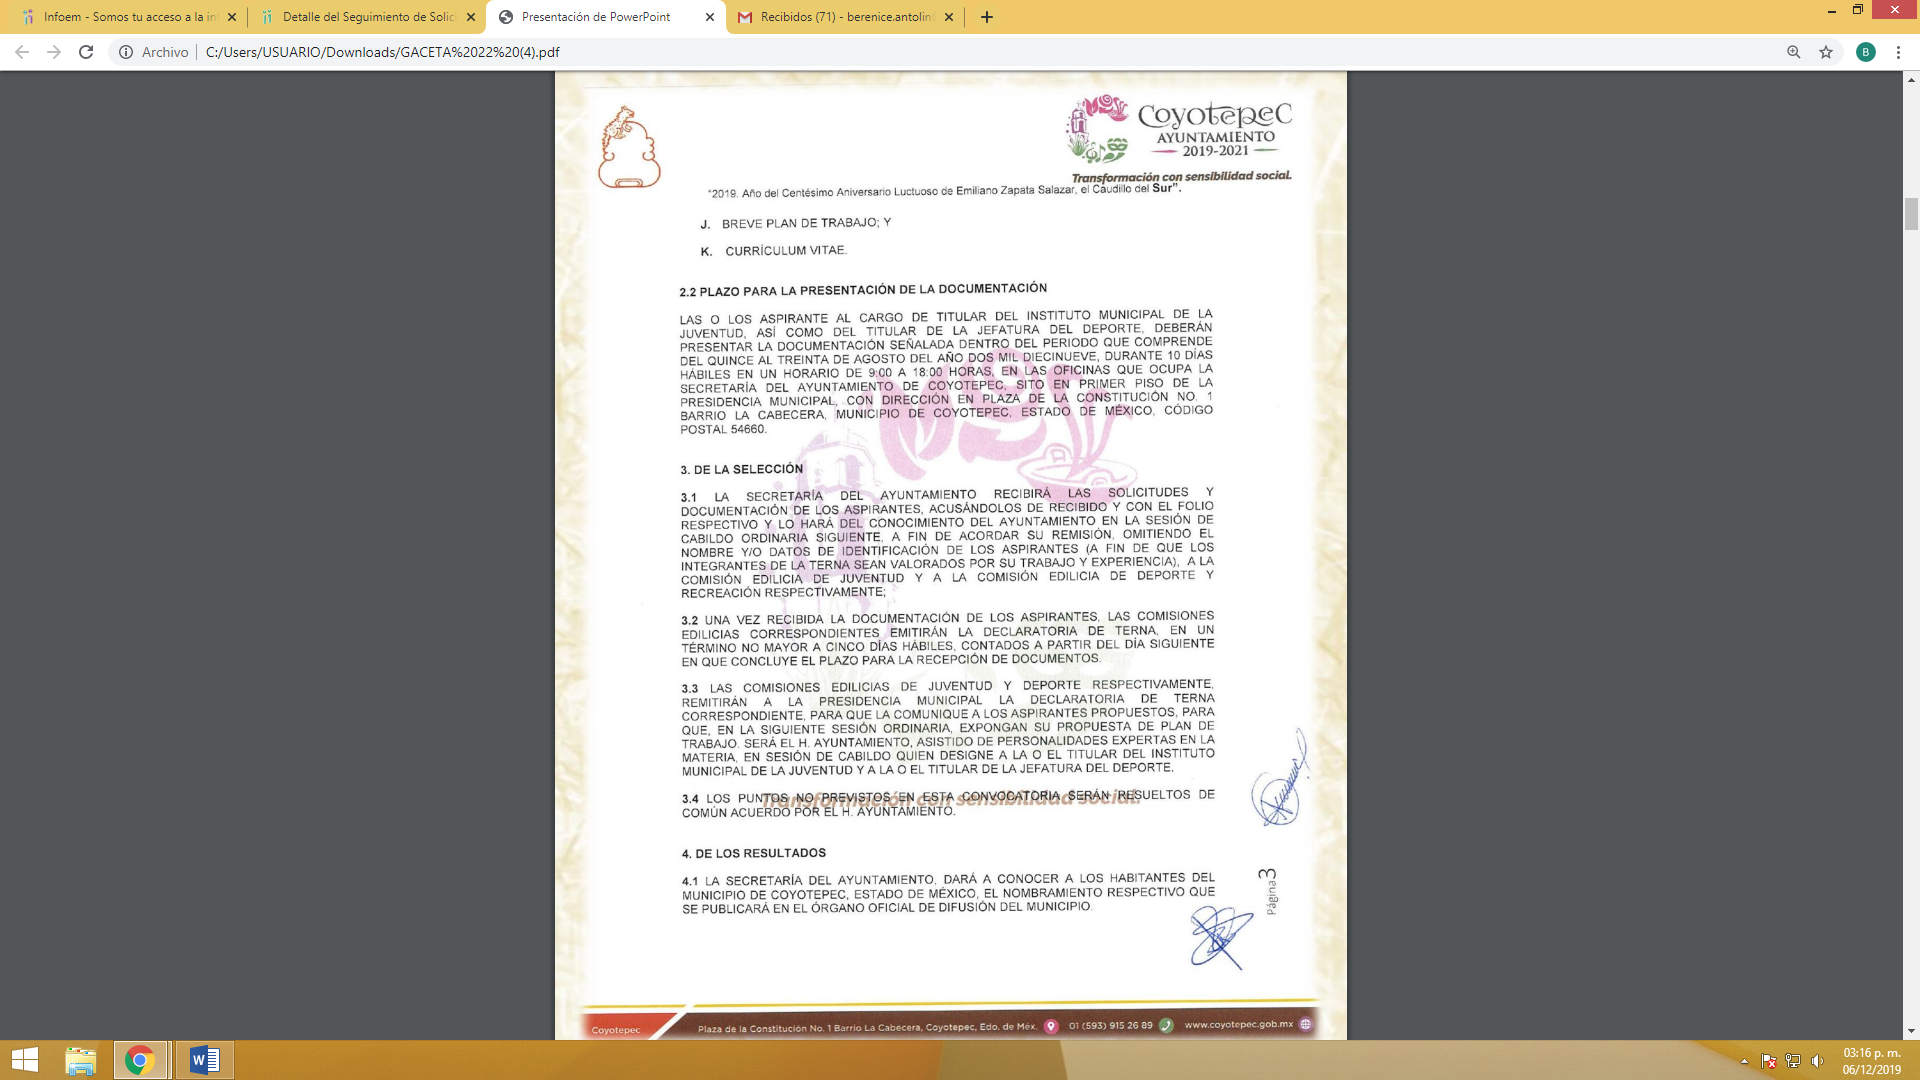 Infoem - Somos tu acceso a la in
Detalle del Seguimiento de Solic
Presentación de PowerPoint
Recibidos (71) - berenice.antolin
Archivo
C:/Users/USUARIO/Downloads/GACETA%2022%20(4).pdf
B
Coyotepec
AYUNTAMIENTO
2019-2021
Transformación con sensibilidad social.
"2019. Año del Centésimo Aniversario Luctuoso de Emiliano Zapata Salazar, el Caudillo del Sur".
J. BREVE PLAN DE TRABAJO; Y
K. CURRÍCULUM VITAE.
2.2 PLAZO PARA LA PRESENTACIÓN DE LA DOCUMENTACIÓN
LAS O LOS ASPIRANTE AL CARGO DE TITULAR DEL INSTITUTO MUNICIPAL DE LA
JUVENTUD, ASÍ COMO DEL TITULAR DE LA JEFATURA DEL DEPORTE, DEBERÁN
PRESENTAR LA DOCUMENTACIÓN SEÑALADA DENTRO DEL PERIODO QUE COMPRENDE
DEL QUINCE AL TREINTA DE AGOSTO DEL AÑO DOS MIL DIECINUEVE, DURANTE 10 DÍAS
HÁBILES EN UN HORARIO DE 9:00 A 18:00 HORAS, EN LAS OFICINAS QUE OCUPA LA
SECRETARÍA DEL AYUNTAMIENTO DE COYOTEPEC, SITO EN PRIMER PISO DE LA
PRESIDENCIA MUNICIPAL, CON DIRECCIÓN EN PLAZA DE LA CONSTITUCIÓN NO. 1
BARRIO LA CABECERA, MUNICIPIO DE COYOTEPEC, ESTADO DE MÉXICO, CÓDIGO
POSTAL 54660.
3. DE LA SELECCIÓN
3.1 LA SECRETARÍA DEL AYUNTAMIENTO RECIBIRÁ LAS SOLICITUDES Y
DOCUMENTACIÓN DE LOS ASPIRANTES, ACUSÁNDOLOS DE RECIBIDO Y CON EL FOLIO
RESPECTIVO Y LO HARÁ DEL CONOCIMIENTO DEL AYUNTAMIENTO EN LA SESIÓN DE
CABILDO ORDINARIA SIGUIENTE, A FIN DE ACORDAR SU REMISIÓN, OMITIENDO EL
NOMBRE Y/O DATOS DE IDENTIFICACIÓN DE LOS ASPIRANTES (A FIN DE QUE LOS
INTEGRANTES DE LA TERNA SEAN VALORADOS POR SU TRABAJO Y EXPERIENCIA), A LA
COMISIÓN EDILICIA DE JUVENTUD Y A LA COMISIÓN EDILICIA DE DEPORTE Y
RECREACIÓN RESPECTIVAMENTE;
3.2 UNA VEZ RECIBIDA LA DOCUMENTACIÓN DE LOS ASPIRANTES, LAS COMISIONES
EDILICIAS CORRESPONDIENTES EMITIRÁN LA DECLARATORIA DE TERNA, EN UN
TÉRMINO NO MAYOR A CINCO DÍAS HÁBILES, CONTADOS A PARTIR DEL DÍA SIGUIENTE
EN QUE CONCLUYE EL PLAZO PARA LA RECEPCIÓN DE DOCUMENTOS.
3.3 LAS COMISIONES EDILICIAS DE JUVENTUD Y DEPORTE RESPECTIVAMENTE,
REMITIRÁN A LA PRESIDENCIA MUNICIPAL LA DECLARATORIA DE TERNA
CORRESPONDIENTE, PARA QUE LA COMUNIQUE A LOS ASPIRANTES PROPUESTOS, PARA
QUE, EN LA SIGUIENTE SESIÓN ORDINARIA, EXPONGAN SU PROPUESTA DE PLAN DE
TRABAJO. SERÁ EL H. AYUNTAMIENTO, ASISTIDO DE PERSONALIDADES EXPERTAS EN LA
MATERIA, EN SESIÓN DE CABILDO QUIEN DESIGNE A LA O EL TITULAR DEL INSTITUTO
MUNICIPAL DE LA JUVENTUD Y A LA O EL TITULAR DE LA JEFATURA DEL DEPORTE.
Transformación con sensibilidad social.
3.4 LOS PUNTOS NO PREVISTOS EN ESTA CONVOCATORIA SERÁN RESUELTOS DE
COMÚN ACUERDO POR EL H. AYUNTAMIENTO.
4. DE LOS RESULTADOS
4.1 LA SECRETARÍA DEL AYUNTAMIENTO, DARÁ A CONOCER A LOS HABITANTES DEL
MUNICIPIO DE COYOTEPEC, ESTADO DE MÉXICO, EL NOMBRAMIENTO RESPECTIVO QUE
SE PUBLICARÁ EN EL ÓRGANO OFICIAL DE DIFUSIÓN DEL MUNICIPIO.
Página3
Coyotepec
Plaza de la Constitución No. 1 Barrio La Cabecera, Coyotepec, Edo. de Méx.
01 (593) 915 26 89
www.coyotepec.gob.mx
03:16 p. m.
06/12/2019